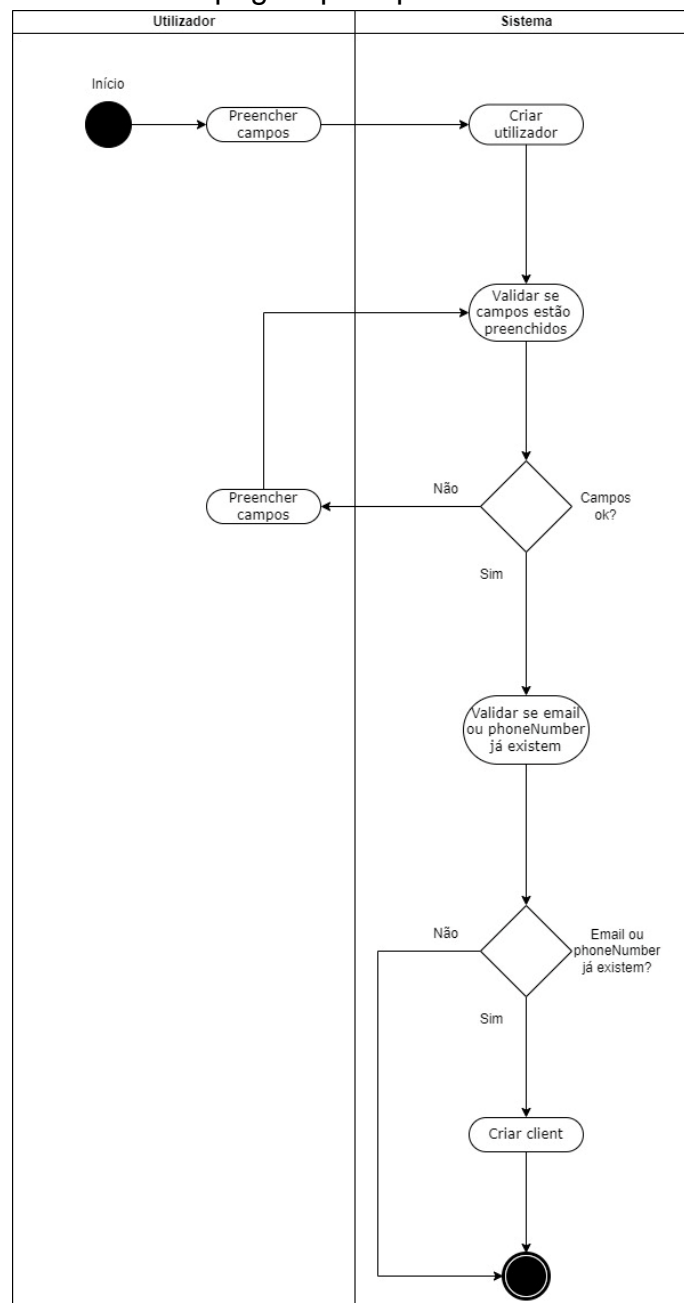 Utilizador
Sistema
Início
Preencher
campos
Criar
utilizador
Validar se
campos estão
preenchidos
Preencher
campos
Não
Campos
ok?
Sim
Validar se email
ou phoneNumber
já existem
Não
Email ou
phoneNumber
já existem?
Sim
Criar client